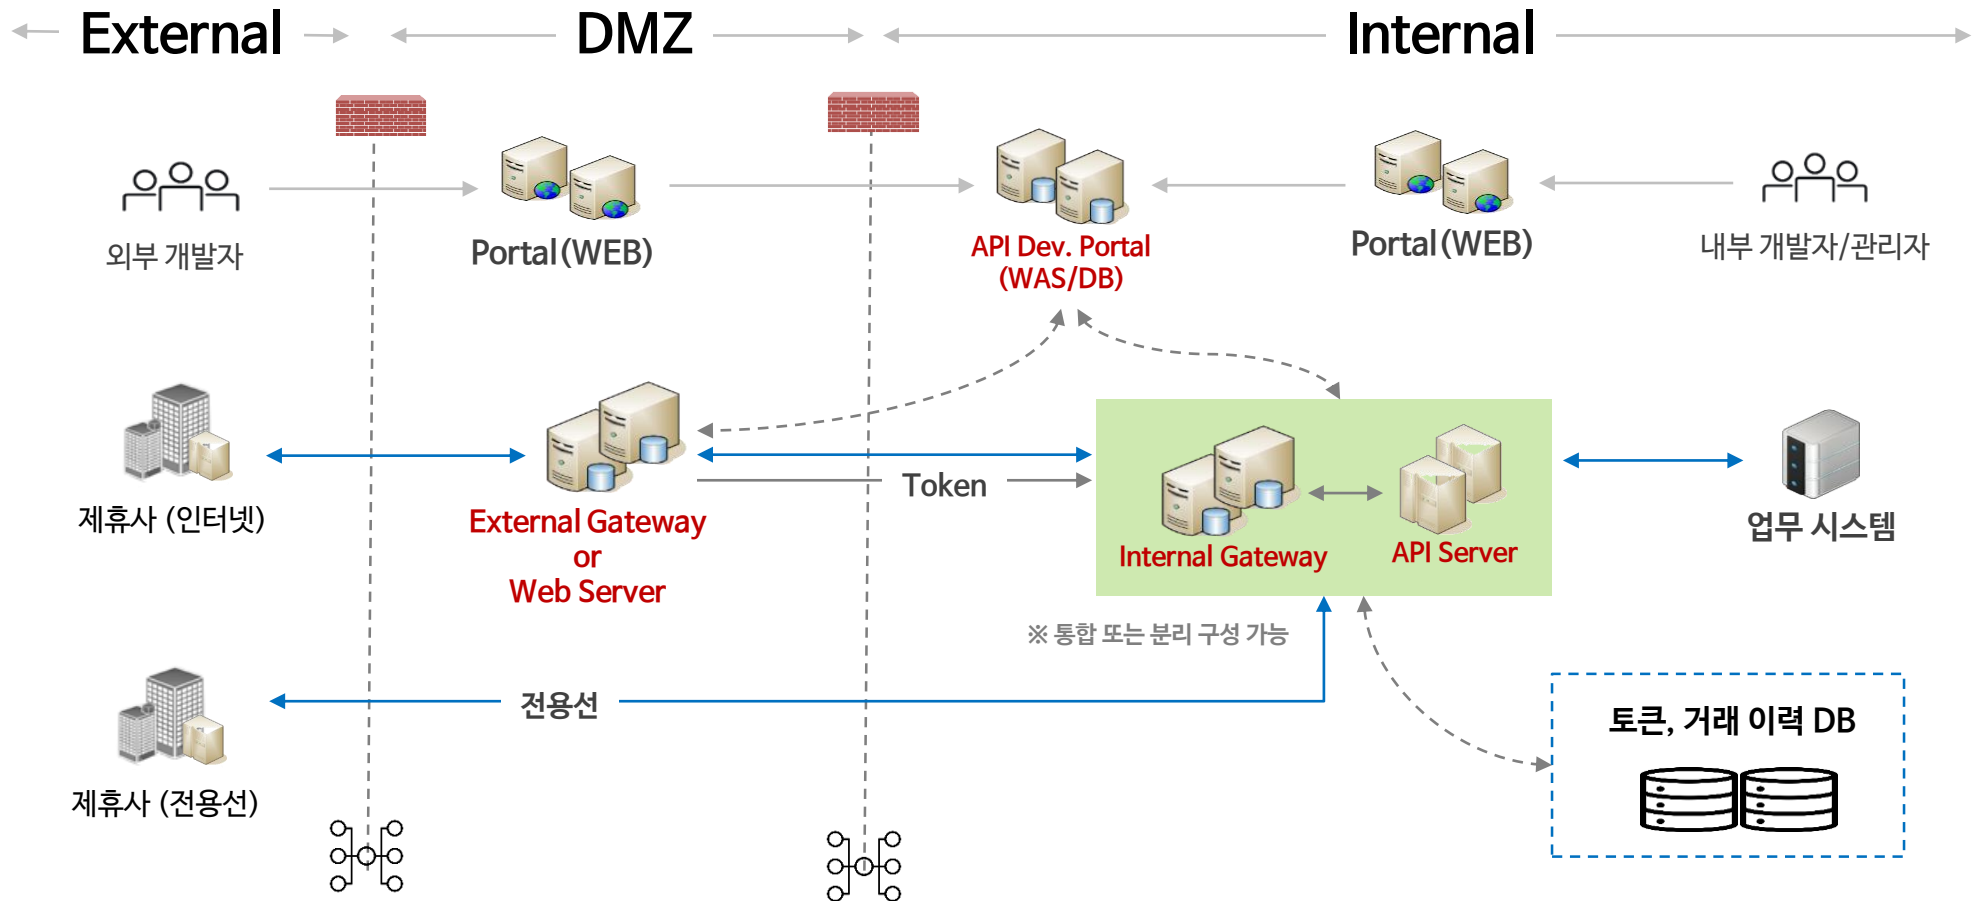 External
DMZ
Internal
외부 개발자
Portal(WEB)
API Dev. Portal
(WAS/DB)
Portal(WEB)
내부 개발자/관리자
제휴사 (인터넷)
External Gateway
or
Web Server
Token
Internal Gateway
API Server
업무 시스템
※ 통합 또는 분리 구성 가능
전용선
제휴사 (전용선)
토큰, 거래 이력 DB